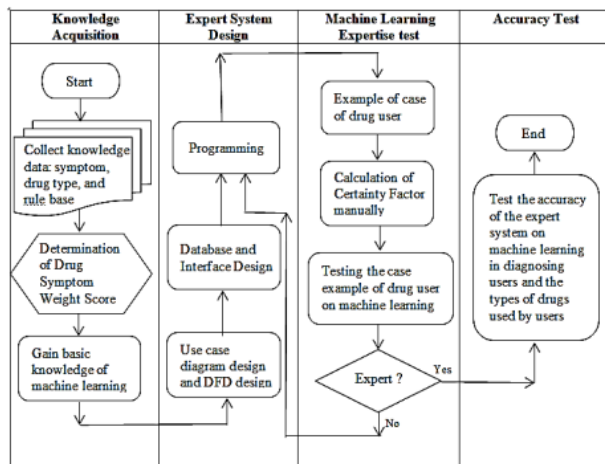 Knowledge
Acquisition
Expert System
Design
Machine Learning
Expertise test
Accuracy Test
Start
Collect knowledge
data: symptom,
drug type, and
rule base
Determination of
Drug
Symptom
Weight Score
Gain basic
knowledge of
machine learning
Programming
Database and
Interface Design
Use case
diagram design
and DFD design
Example of case
of drug user
Calculation of
Certainty Factor
manually
Testing the case
example of drug user
on machine learning
Expert ?
Yes
No
End
Test the accuracy
of the expert
system on
machine learning
in diagnosing
users and the
types of drugs
used by users